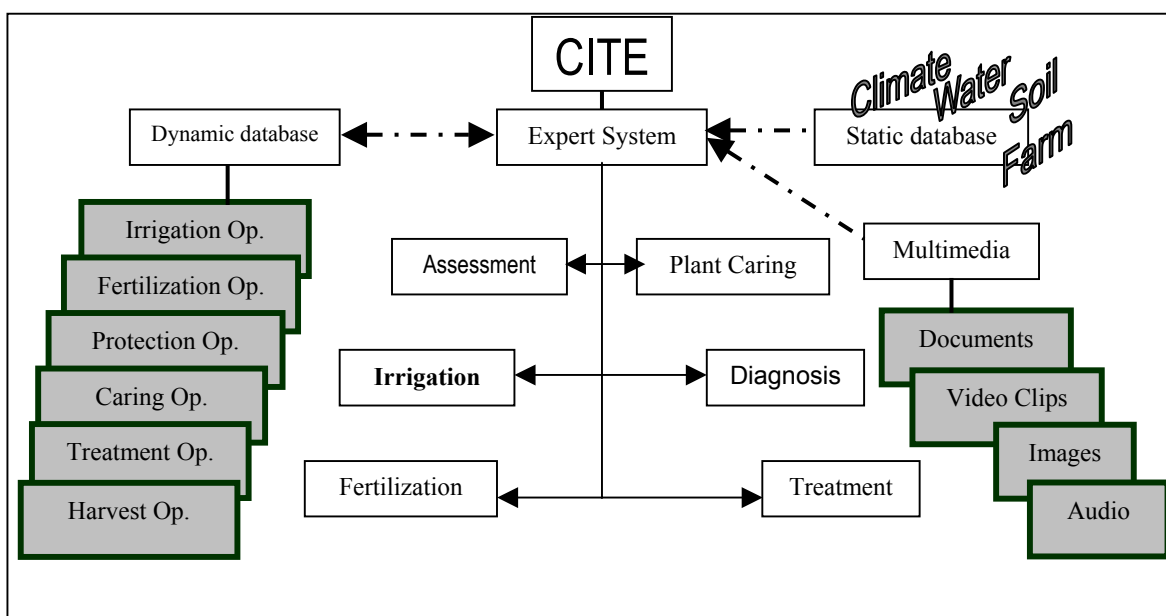 CITE
Climate
Water
Soil
Farm
Dynamic database
Expert System
Static database
Irrigation Op.
Fertilization Op.
Protection Op.
Caring Op.
Treatment Op.
Harvest Op.
Assessment
Plant Caring
Irrigation
Diagnosis
Fertilization
Treatment
Multimedia
Documents
Video Clips
Images
Audio